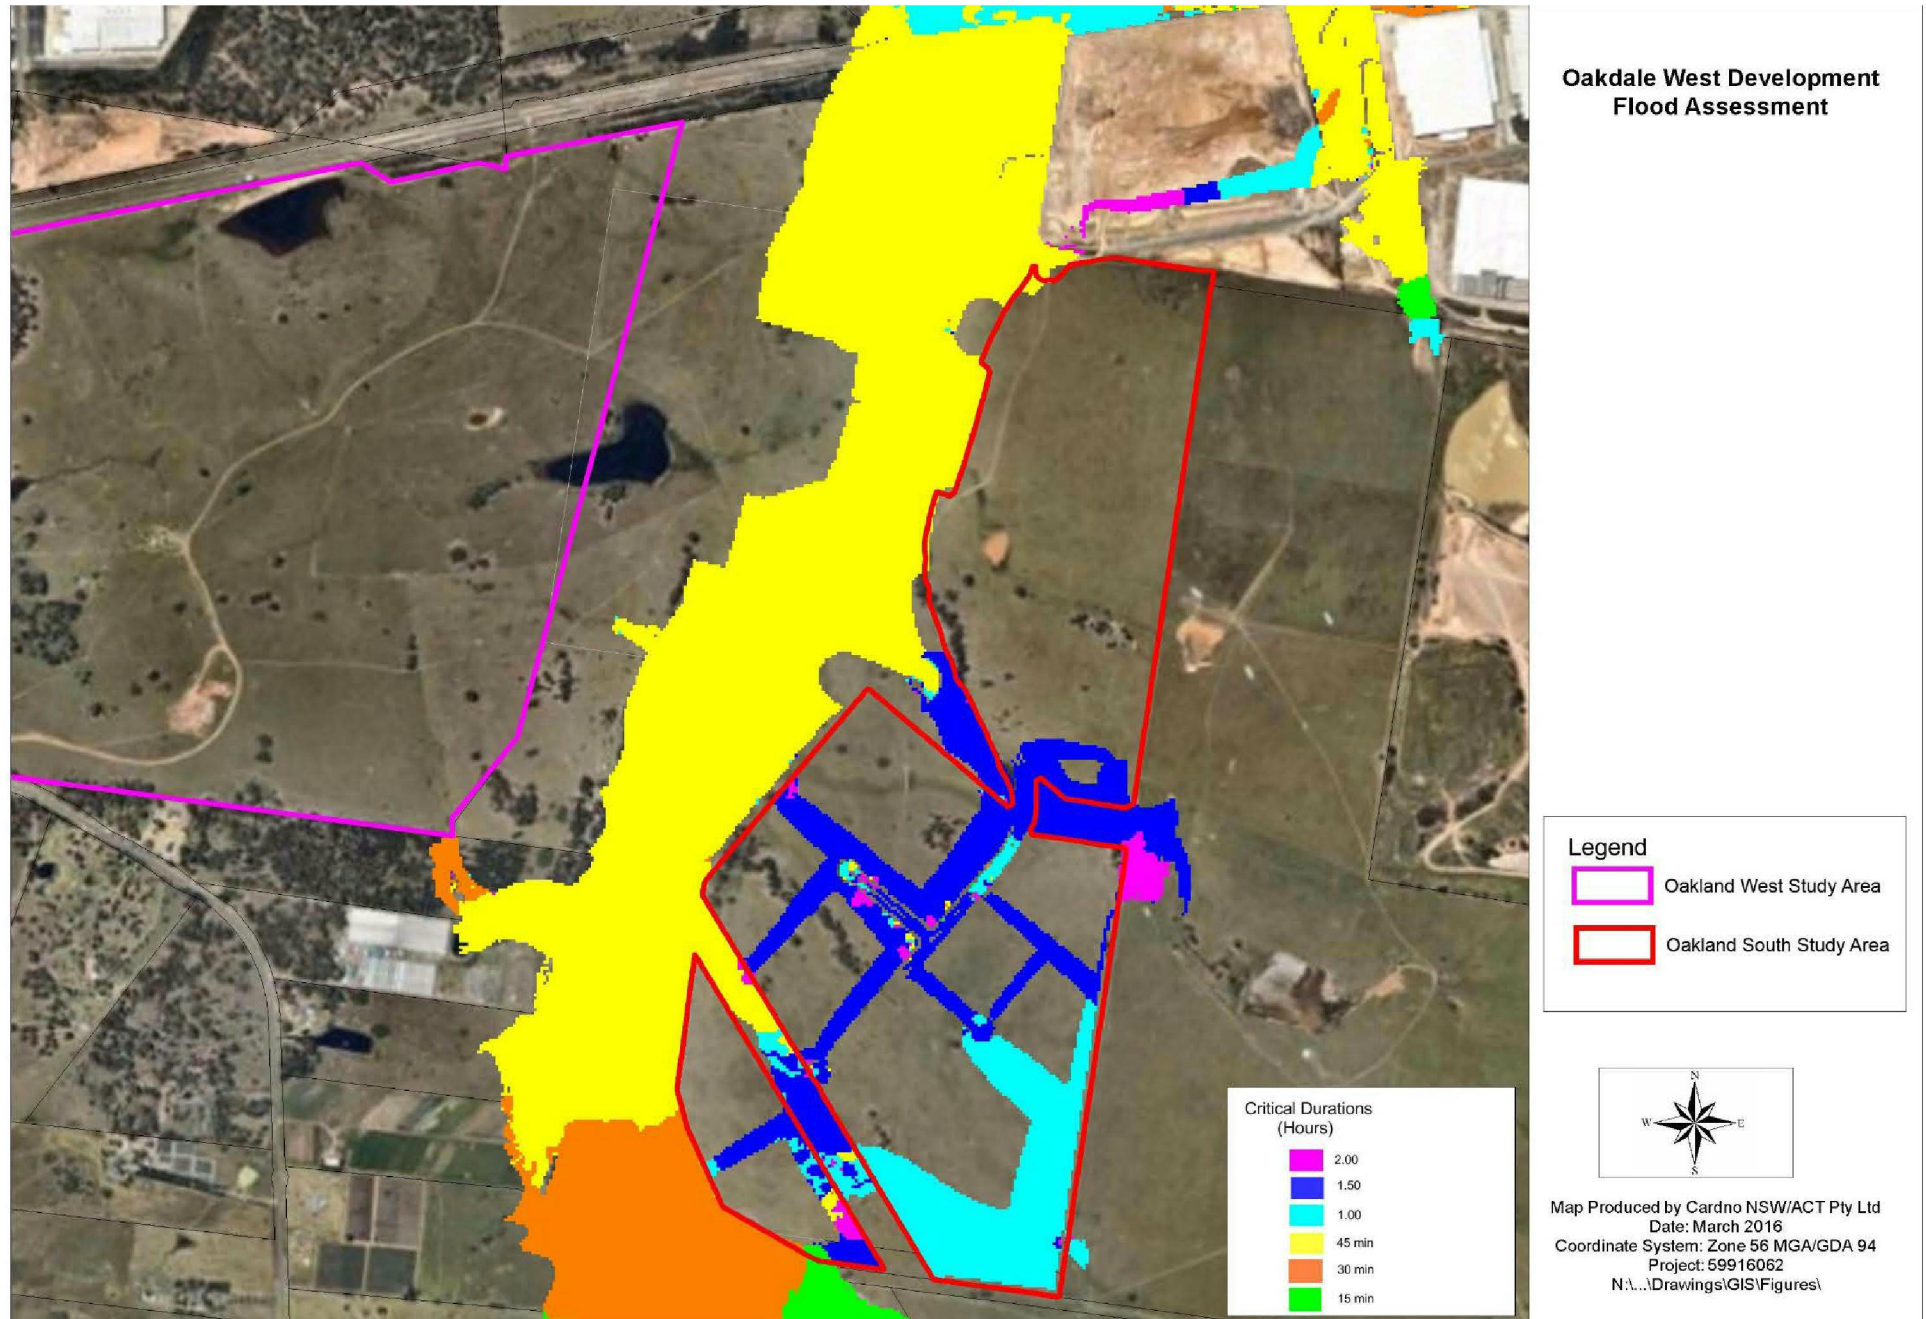 Oakdale West Development
Flood Assessment
Legend
Oakland West Study Area
Oakland South Study Area
Critical Durations
(Hours)
2.00
1.50
1.00
45 min
30 min
15 min
N
W
E
S
Map Produced by Cardno NSW/ACT Pty Ltd
Date: March 2016
Coordinate System: Zone 56 MGA/GDA 94
Project: 59916062
N:\...\Drawings\GIS\Figures\